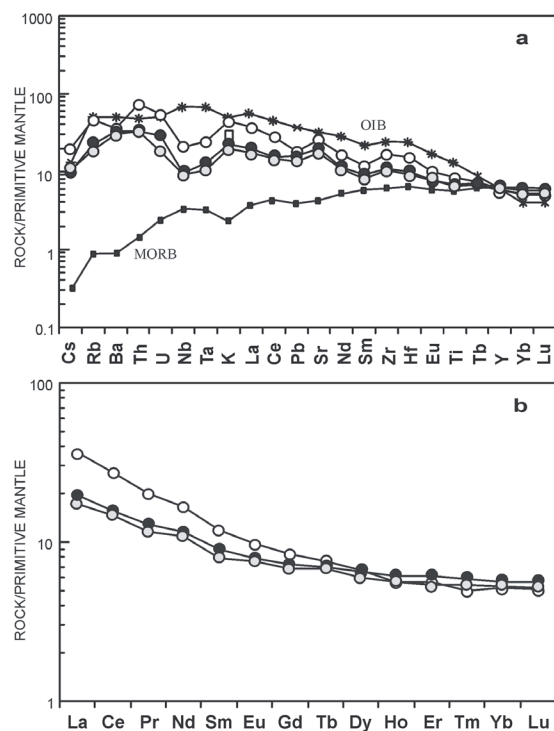 1000
100
10
1
0.1
ROCK/PRIMITIVE MANTLE
a
OIB
MORB
Cs Rb Ba Th U Nb Ta K La Ce Pb Sr Nd Sm Zr Hf Eu Ti Tb Y Yb Lu
100
10
1
ROCK/PRIMITIVE MANTLE
b
La Ce Pr Nd Sm Eu Gd Tb Dy Ho Er Tm Yb Lu